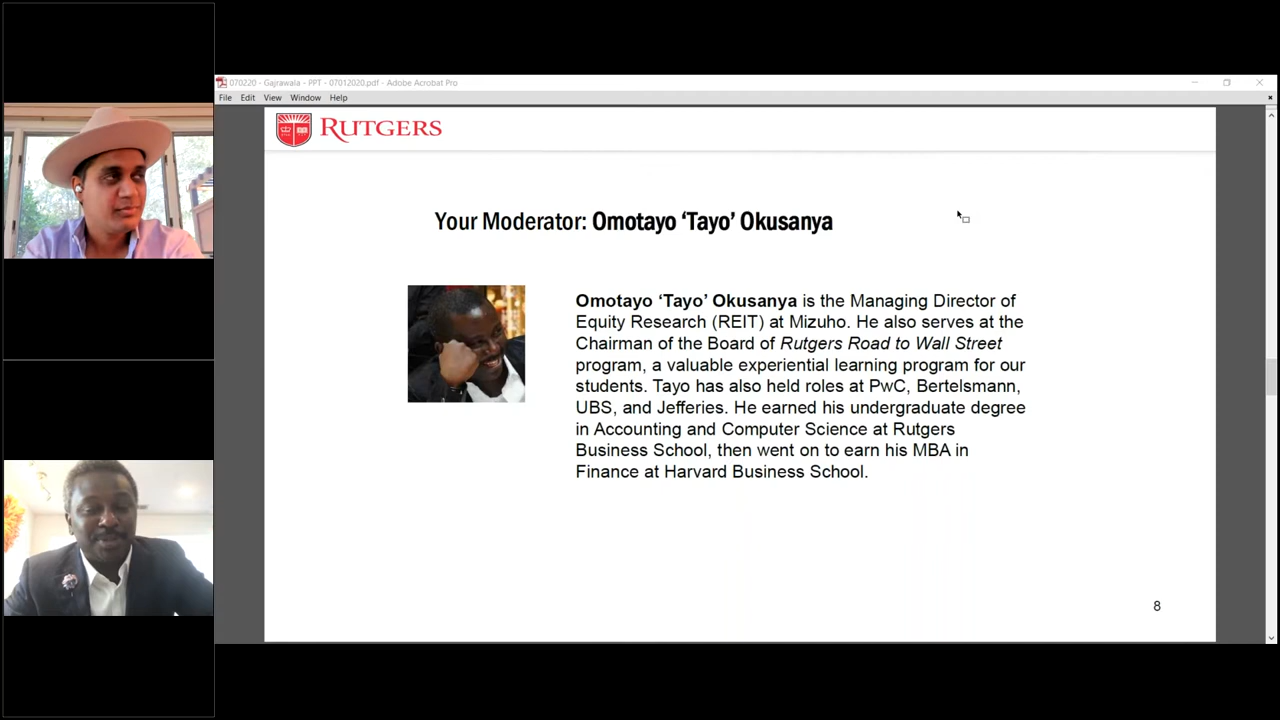 070220 - Gajrawala - PPT - 07012020.pdf - Adobe Acrobat Pro
File Edit View Window Help
RUTGERS
Your Moderator: Omotayo ‘Tayo’ Okusanya
Omotayo ‘Tayo’ Okusanya is the Managing Director of
Equity Research (REIT) at Mizuho. He also serves at the
Chairman of the Board of Rutgers Road to Wall Street
program, a valuable experiential learning program for our
students. Tayo has also held roles at PwC, Bertelsmann,
UBS, and Jefferies. He earned his undergraduate degree
in Accounting and Computer Science at Rutgers
Business School, then went on to earn his MBA in
Finance at Harvard Business School.
8